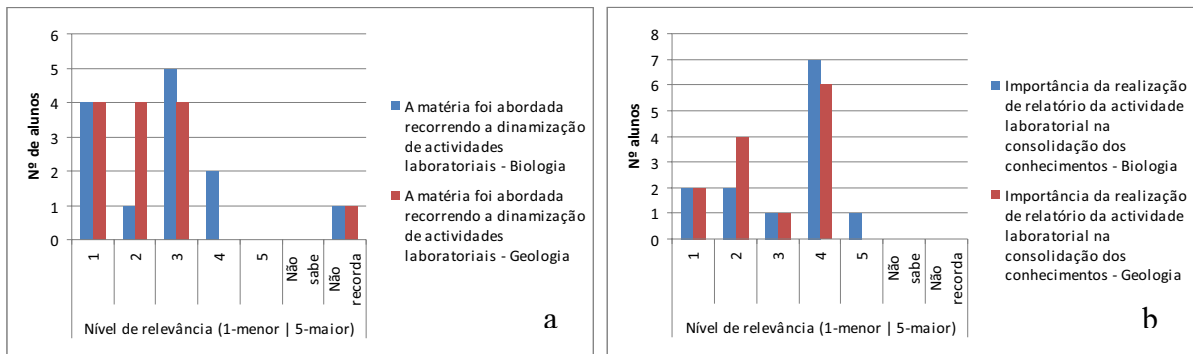 6
5
4
3
2
1
0
Nº de alunos
1
2
3
4
5
Não sabe
Não recorda
Nível de relevância (1-menor | 5-maior)
A matéria foi abordada
recorrendo a dinamização
de actividades
laboratoriais - Biologia
A matéria foi abordada
recorrendo a dinamização
de actividades
laboratoriais - Geologia
a
8
7
6
5
4
3
2
1
0
Nº alunos
1
2
3
4
5
Não sabe
Não recorda
Nível de relevância (1-menor | 5-maior)
Importância da realização
de relatório da actividade
laboratorial na
consolidação dos
conhecimentos - Biologia
Importância da realização
de relatório da actividade
laboratorial na
consolidação dos
conhecimentos - Geologia
b